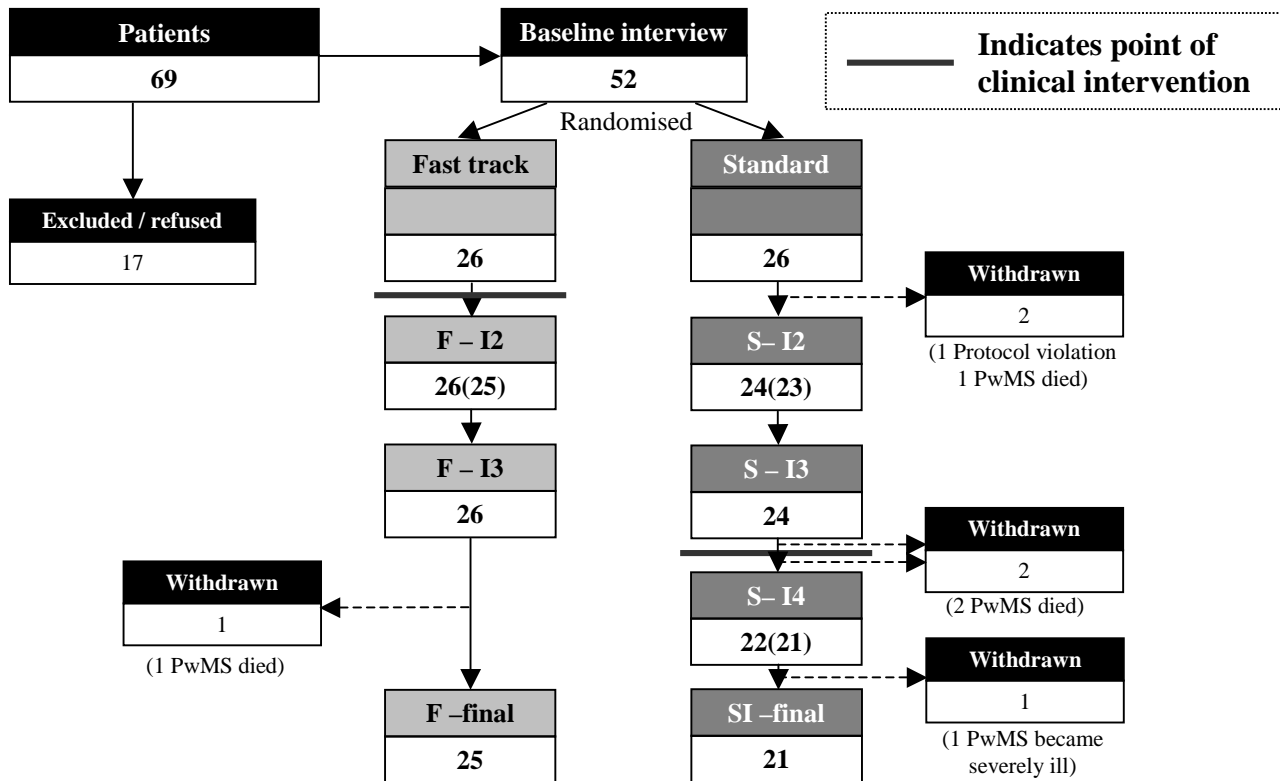 Patients
69
Baseline interview
52
Indicates point of
clinical intervention
Randomised
Excluded / refused
17
Fast track
26
Standard
26
Withdrawn
2
(1 Protocol violation
1 PwMS died)
F – I2
26(25)
S– I2
24(23)
F – I3
26
S – I3
24
Withdrawn
2
(2 PwMS died)
Withdrawn
1
(1 PwMS died)
S– I4
22(21)
Withdrawn
1
(1 PwMS became
severely ill)
F –final
25
SI –final
21